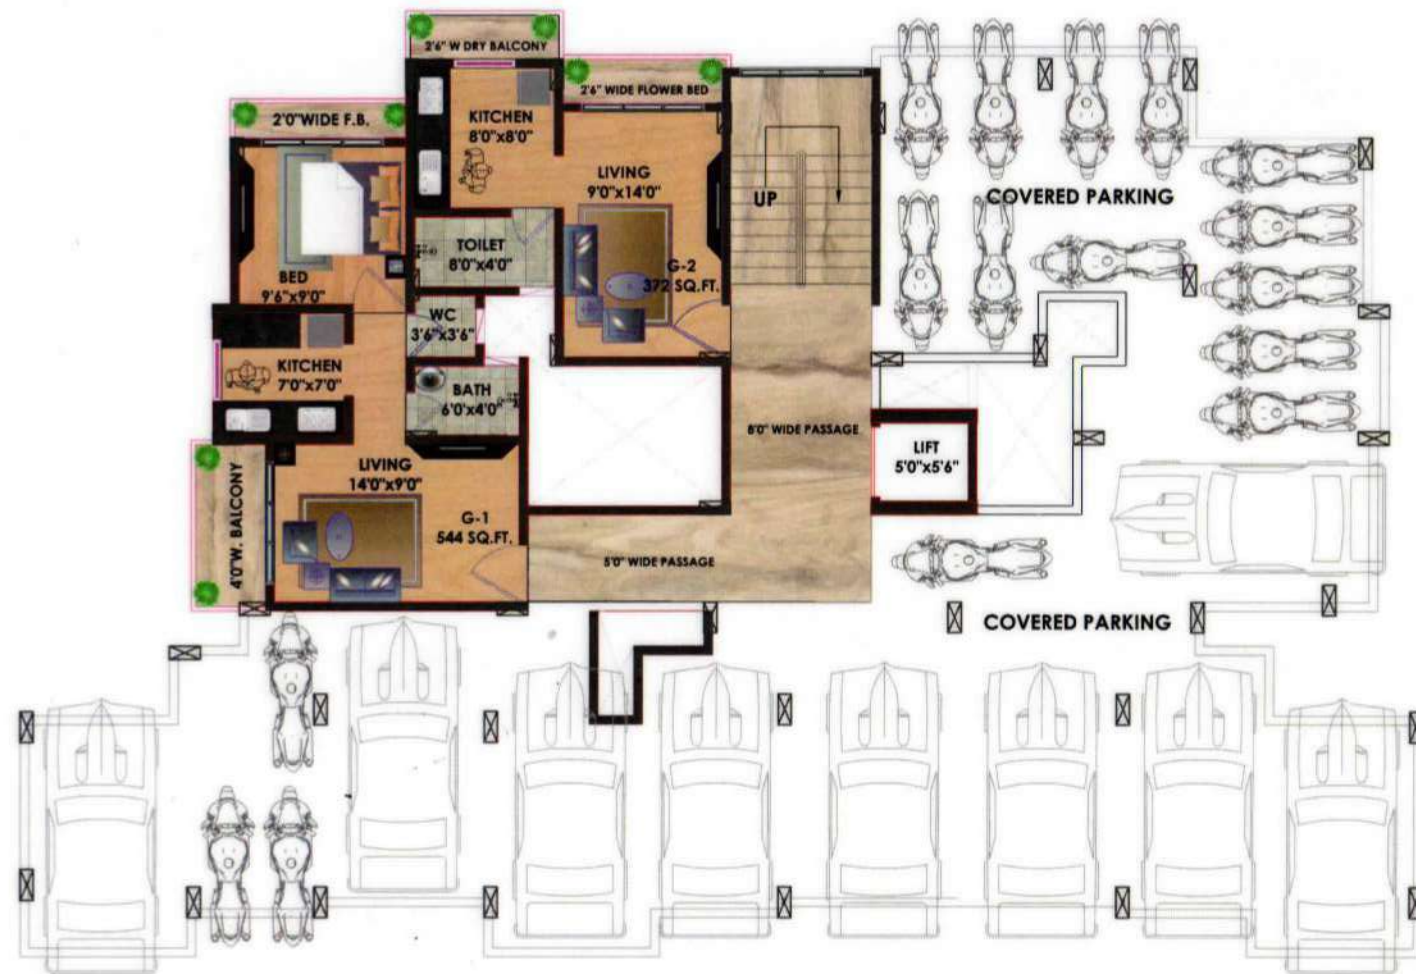 2'6" W DRY BALCONY
2'6" WIDE FLOWER BED
2'0"WIDE F.B.
KITCHEN
8'0"x8'0"
LIVING
9'0"x14'0"
UP
COVERED PARKING
TOILET
8'0"x4'0"
G-2
372 SQ.FT.
BED
9'6"x9'0"
WC
3'6"x3'6"
KITCHEN
7'0"x7'0"
BATH
6'0'x4'0"
8'0" WIDE PASSAGE
LIFT
5'0"x5'6"
LIVING
14'0"x9'0"
4'0"W. BALCONY
G-1
544 SQ.FT.
5'0" WIDE PASSAGE
COVERED PARKING